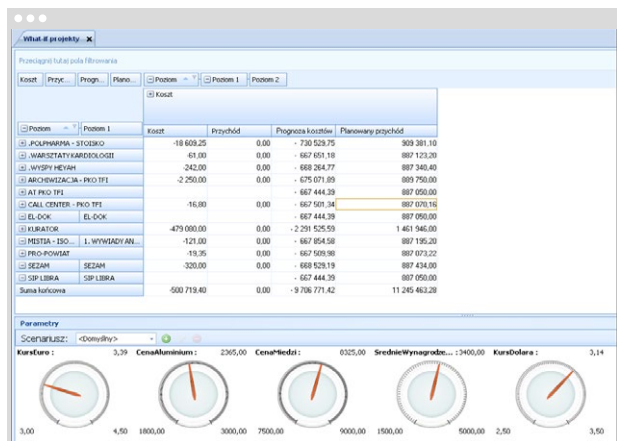 What-if projekty
Przeciągnij tutaj pola filtrowania
Koszt Przyc... Progn... Plano... Poziom Poziom 1 Poziom 2
Koszt
Poziom Poziom 1 Koszt Przychód Prognoza kosztów Planowany przychód
.POLPHARMA - STOISKO -18 609,25 0,00 - 730 529,75 909 381,10
.WARSZTATY KARDIOLOGII -61,00 0,00 - 667 651,18 887 123,20
.WYSPY HEYAH -242,00 0,00 - 668 264,77 887 340,40
ARCHIWIZACJA - PKO TFI -2 250,00 0,00 - 675 071,89 889 750,00
AT PKO TFI - 667 444,39 887 050,00
CALL CENTER - PKO TFI -16,80 0,00 - 667 501,34 887 070,16
EL-DOK EL-DOK - 667 444,39 887 050,00
KURATOR -479 080,00 0,00 - 2 291 525,59 1 461 946,00
MISTIA - ISO... 1. WYWIADY AN... -121,00 0,00 - 667 854,58 887 195,20
PRO-POWIAT -19,35 0,00 - 667 509,98 887 073,22
SEZAM SEZAM -320,00 0,00 - 668 529,19 887 434,00
SIP LIBRA SIP LIBRA - 667 444,39 887 050,00
Suma końcowa -500 719,40 0,00 - 9 706 771,42 11 245 463,28
Parametry
Scenariusz: <Domyślny>
KursEuro : 3,39 CenaAluminium : 2365,00 CenaMiedzi : 8325,00 SrednieWynagrodze... : 3400,00 KursDolara : 3,14
3,00 4,50 1800,00 3000,00 7500,00 9000,00 1500,00 5000,00 2,50 3,50